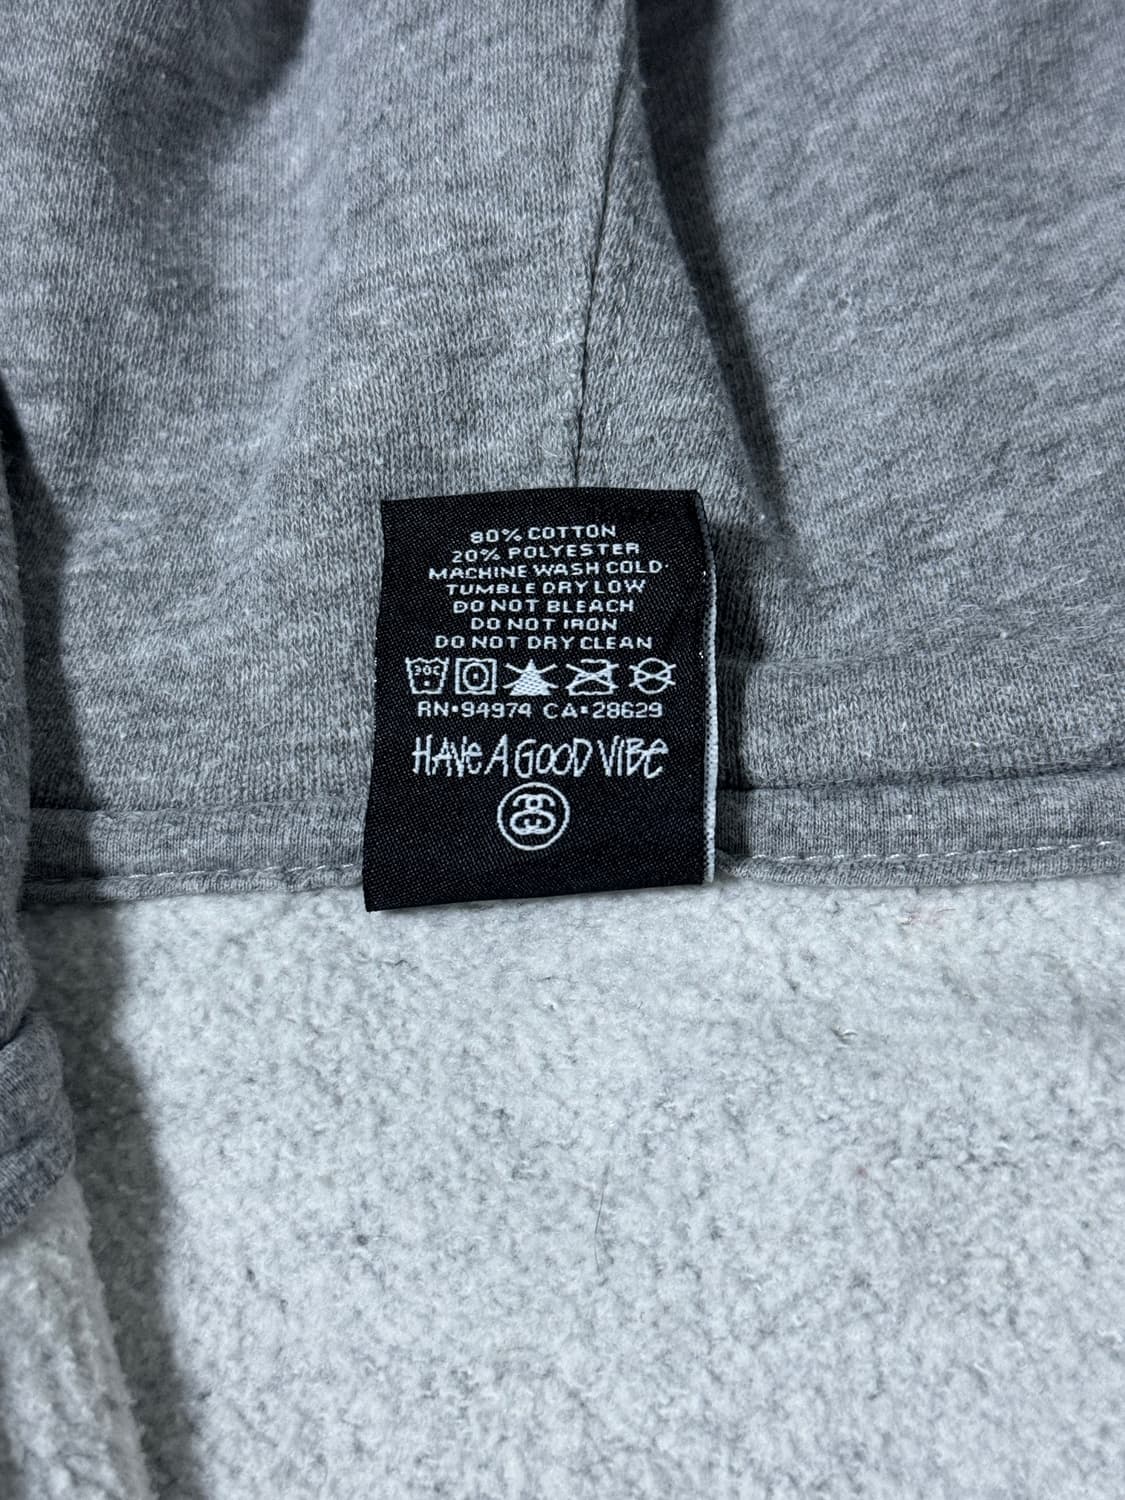 80% COTTON
20% POLYESTER
MACHINE WASH COLD
TUMBLE DRY LOW
DO NOT BLEACH
DO NOT IRON
DO NOT DRY CLEAN
30C
RN•94974 CA•28629
HAVE A GOOD VIBE